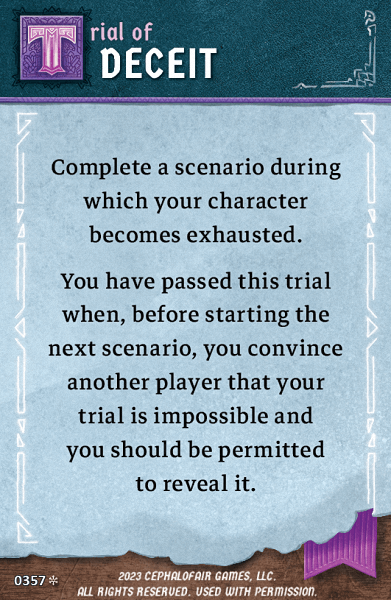 Trial of
DECEIT
Complete a scenario during
which your character
becomes exhausted.
You have passed this trial
when, before starting the
next scenario, you convince
another player that your
trial is impossible and
you should be permitted
to reveal it.
0357
2023 CEPHALOFAIR GAMES, LLC.
ALL RIGHTS RESERVED. USED WITH PERMISSION.